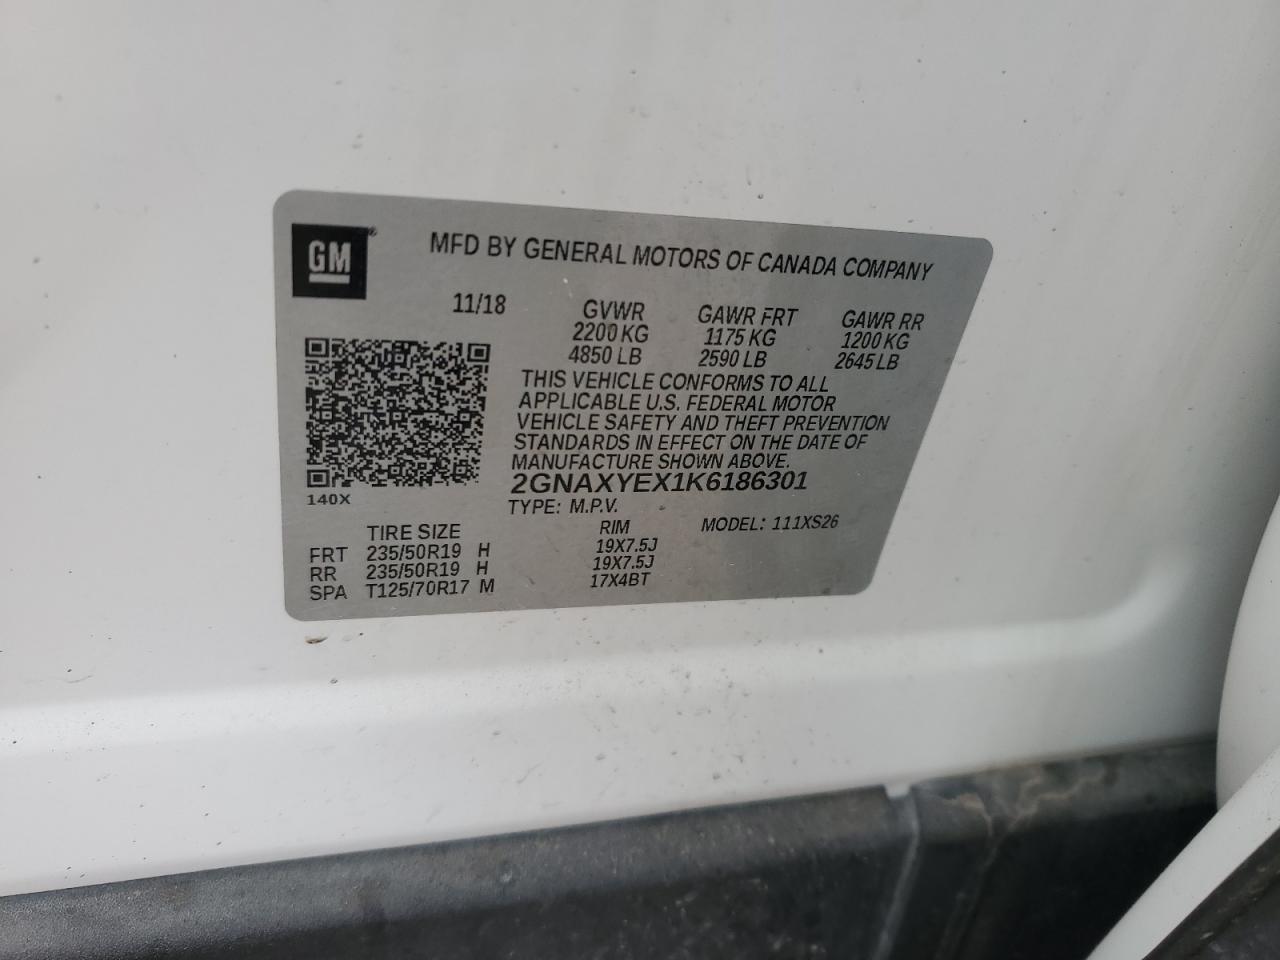 GM®
MFD BY GENERAL MOTORS OF CANADA COMPANY
11/18 GVWR GAWR FRT GAWR RR
2200 KG 1175 KG 1200 KG
4850 LB 2590 LB 2645 LB
THIS VEHICLE CONFORMS TO ALL
APPLICABLE U.S. FEDERAL MOTOR
VEHICLE SAFETY AND THEFT PREVENTION
STANDARDS IN EFFECT ON THE DATE OF
MANUFACTURE SHOWN ABOVE.
2GNAXYEX1K6186301
140X
TYPE: M.P.V. MODEL: 111XS26
TIRE SIZE RIM
FRT 235/50R19 H 19X7.5J
RR 235/50R19 H 19X7.5J
SPA T125/70R17 M 17X4BT